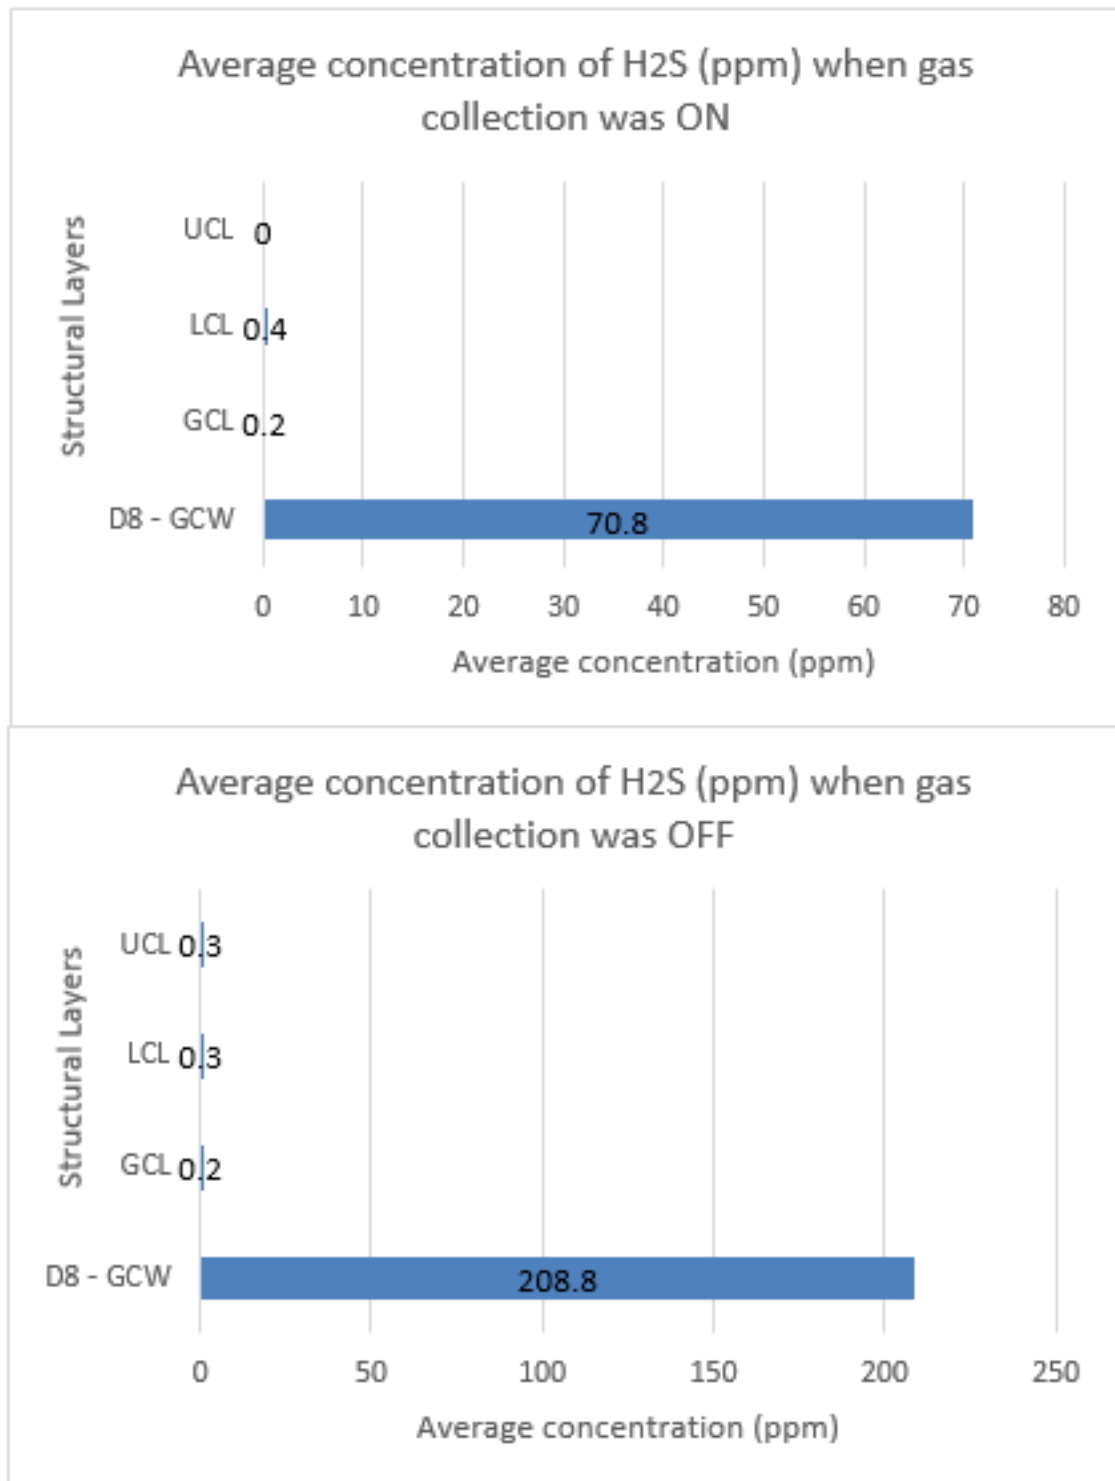 Average concentration of H2S (ppm) when gas
collection was ON
Structural Layers
UCL 0
LCL 0.4
GCL 0.2
D8 - GCW 70.8
0 10 20 30 40 50 60 70 80
Average concentration (ppm)
Average concentration of H2S (ppm) when gas
collection was OFF
Structural Layers
UCL 0.3
LCL 0.3
GCL 0.2
D8 - GCW 208.8
0 50 100 150 200 250
Average concentration (ppm)